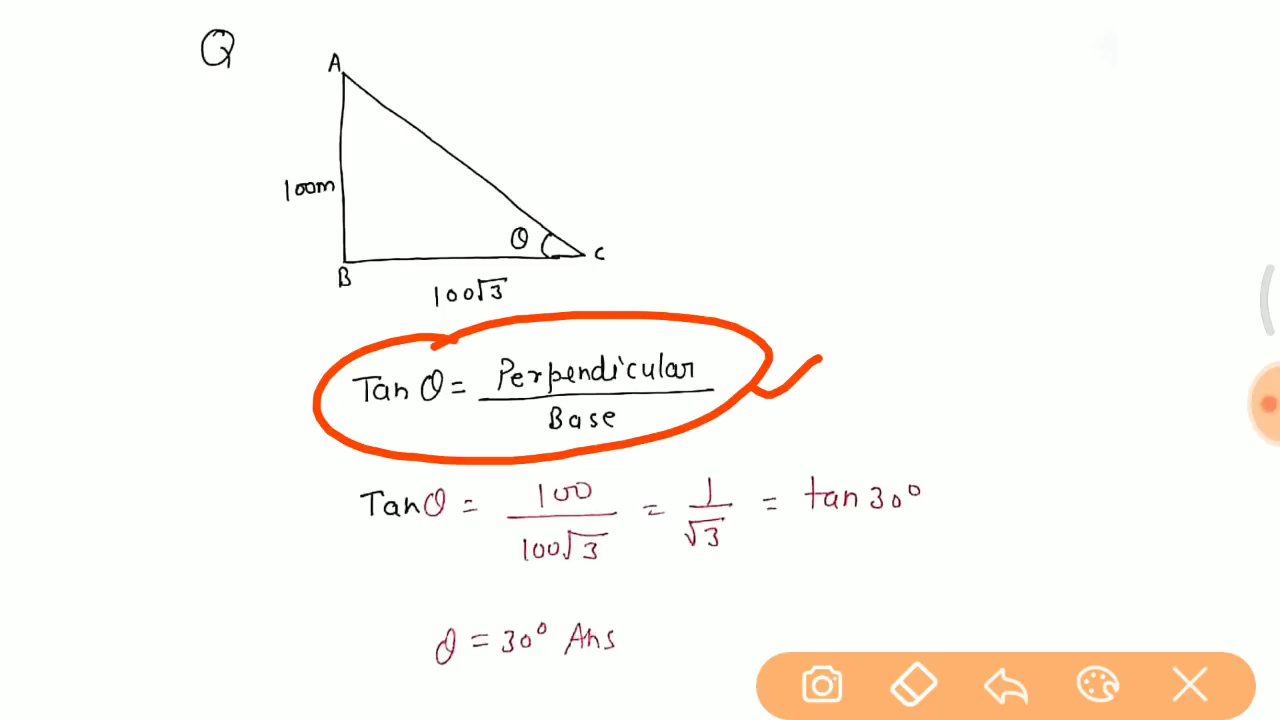 Q
A
100m
θ
C
B
100√3
Tan θ = Perpendicular / Base
Tan θ = 100 / 100√3 = 1 / √3 = tan 30°
θ = 30° Ans